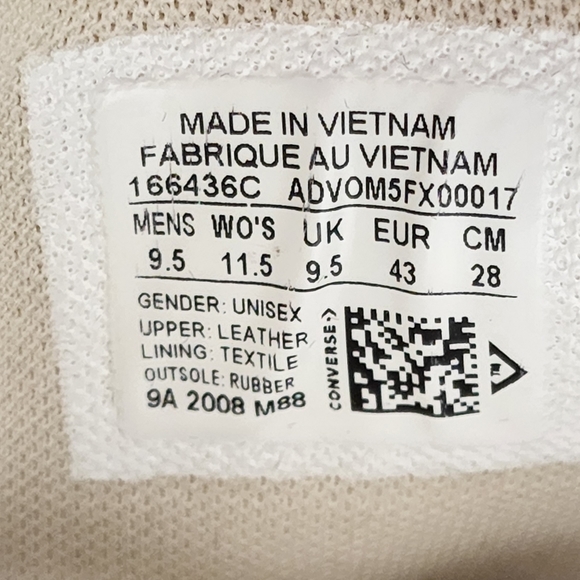 MADE IN VIETNAM
FABRIQUE AU VIETNAM
166436C ADVOM5FX00017
MENS WO'S UK EUR CM
9.5 11.5 9.5 43 28
GENDER: UNISEX
UPPER: LEATHER
LINING: TEXTILE
OUTSOLE: RUBBER
9A 2008 M88
CONVERSE
TM